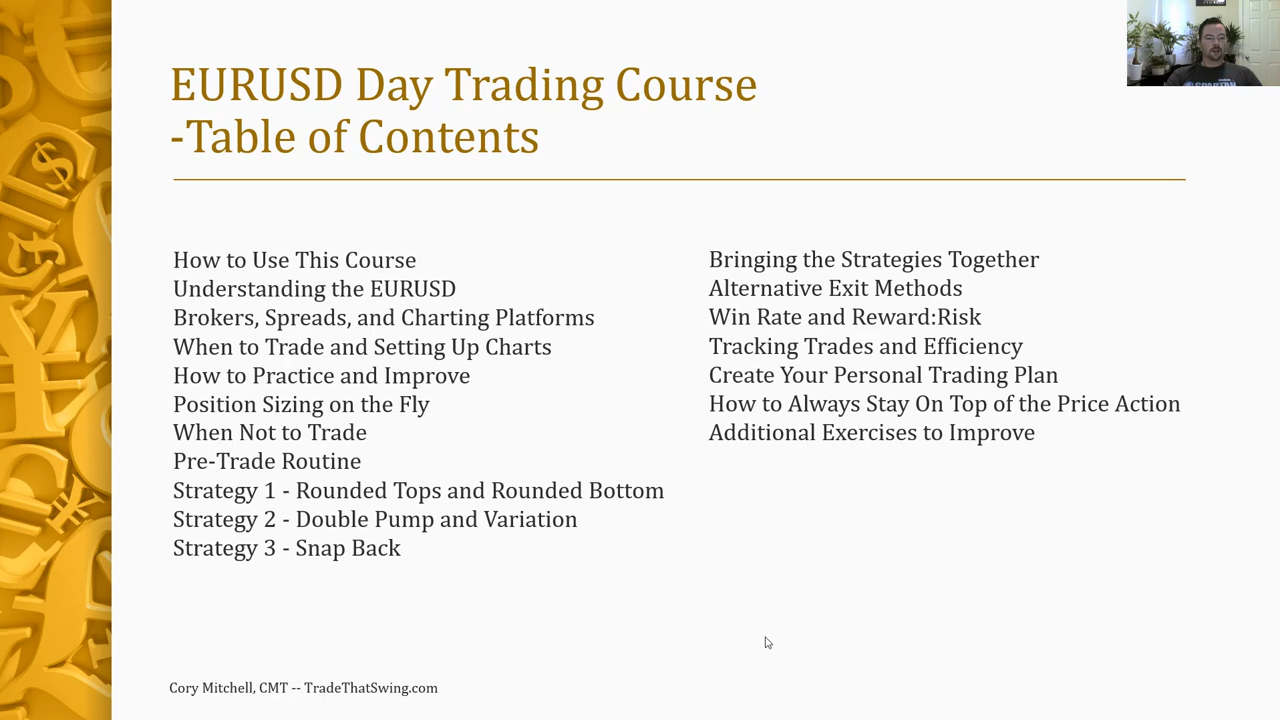 EURUSD Day Trading Course
-Table of Contents
How to Use This Course
Understanding the EURUSD
Brokers, Spreads, and Charting Platforms
When to Trade and Setting Up Charts
How to Practice and Improve
Position Sizing on the Fly
When Not to Trade
Pre-Trade Routine
Strategy 1 - Rounded Tops and Rounded Bottom
Strategy 2 - Double Pump and Variation
Strategy 3 - Snap Back
Bringing the Strategies Together
Alternative Exit Methods
Win Rate and Reward:Risk
Tracking Trades and Efficiency
Create Your Personal Trading Plan
How to Always Stay On Top of the Price Action
Additional Exercises to Improve
Cory Mitchell, CMT -- TradeThatSwing.com